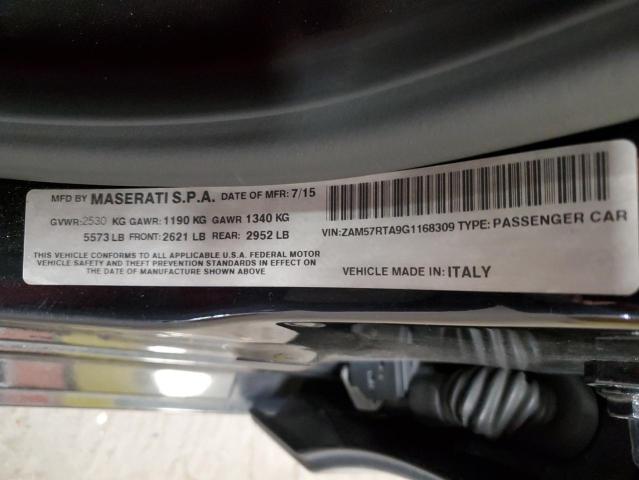 MFD BY MASERATI S.P.A. DATE OF MFR: 7/15
GVWR: 2530 KG GAWR: 1190 KG GAWR 1340 KG
5573 LB FRONT: 2621 LB REAR: 2952 LB
THIS VEHICLE CONFORMS TO ALL APPLICABLE U.S.A. FEDERAL MOTOR
VEHICLE SAFETY AND THEFT PREVENTION STANDARDS IN EFFECT ON
THE DATE OF MANUFACTURE SHOWN ABOVE
VIN:ZAM57RTA9G1168309 TYPE: PASSENGER CAR
VEHICLE MADE IN: ITALY